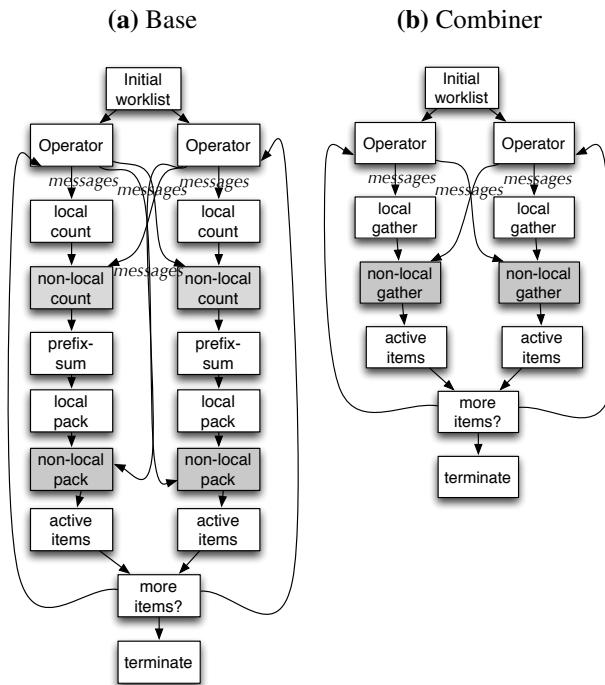 (a) Base
Initial
worklist
Operator
Operator
messages
messages
messages
local
count
local
count
messages
non-local
count
non-local
count
prefix-
sum
prefix-
sum
local
pack
local
pack
non-local
pack
non-local
pack
active
items
active
items
more
items?
terminate
(b) Combiner
Initial
worklist
Operator
Operator
messages
messages
messages
local
gather
local
gather
non-local
gather
non-local
gather
active
items
active
items
more
items?
terminate